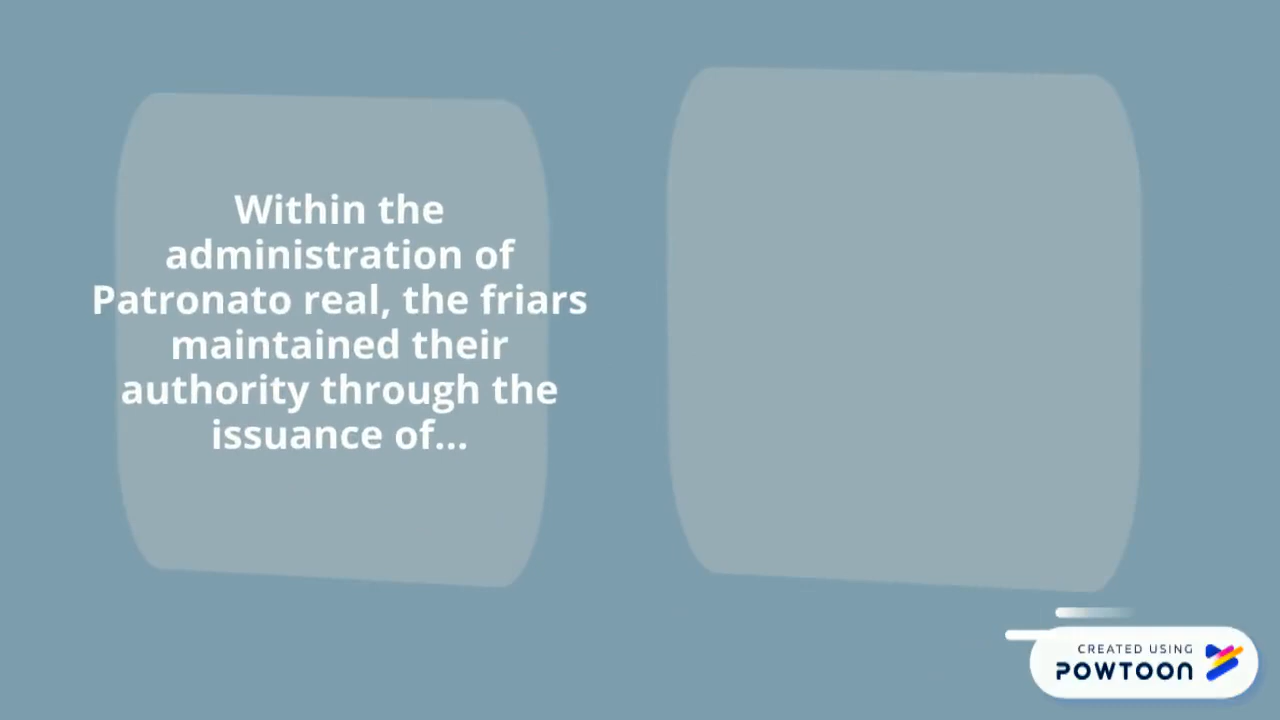 Within the
administration of
Patronato real, the friars
maintained their
authority through the
issuance of...
CREATED USING
POWTOON